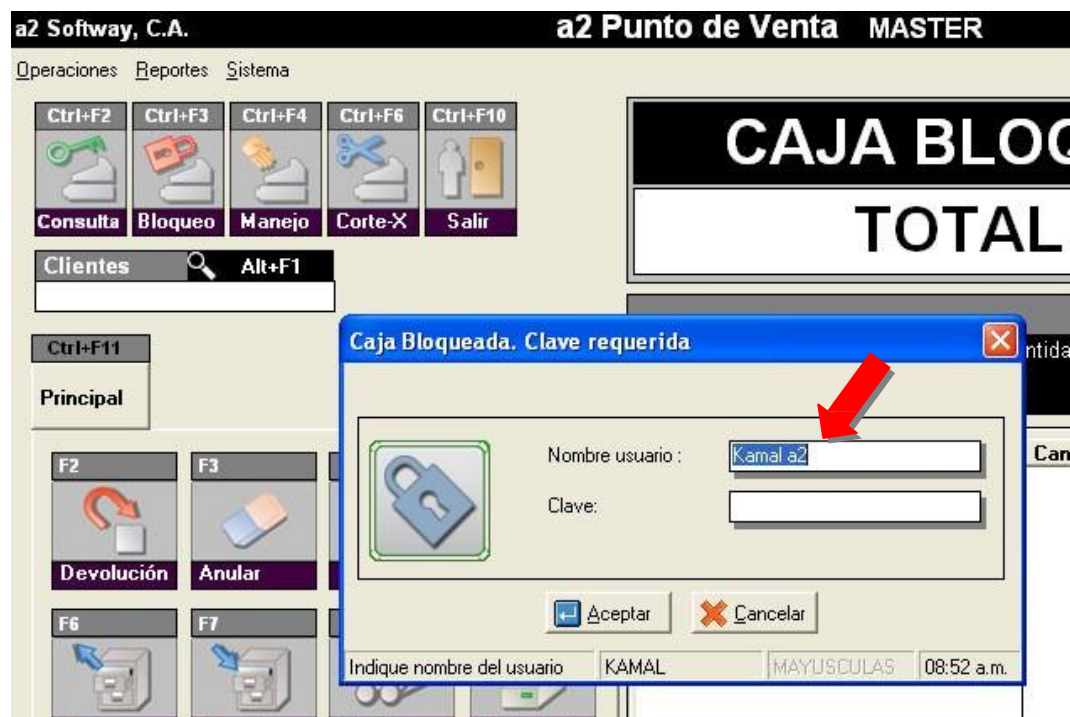 a2 Softway, C.A. a2 Punto de Venta MASTER
Operaciones Reportes Sistema
Ctrl+F2 Ctrl+F3 Ctrl+F4 Ctrl+F6 Ctrl+F10
Consulta Bloqueo Manejo Corte-X Salir
CAJA BLOQ
TOTAL
Clientes Alt+F1
Ctrl+F11
Principal
Caja Bloqueada. Clave requerida
ntida
Nombre usuario : Kamal a2
Can
Clave:
F2 F3
Devolución Anular
F6 F7
Aceptar Cancelar
Indique nombre del usuario KAMAL MAYUSCULAS 08:52 a.m.